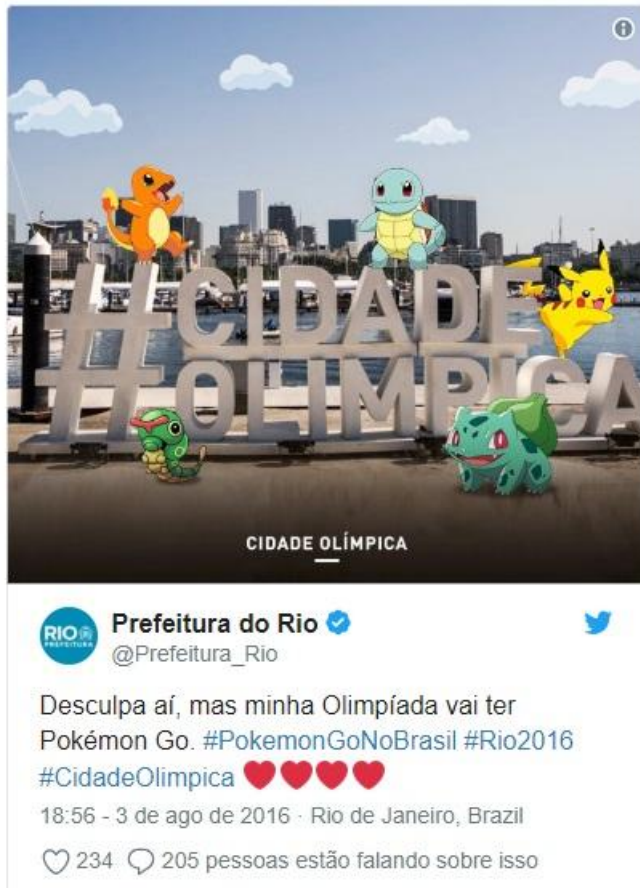 #CIDADE
OLIMPICA
CIDADE OLÍMPICA
RIO
PREFEITURA
Prefeitura do Rio
@Prefeitura_Rio
Desculpa aí, mas minha Olimpíada vai ter
Pokémon Go. #PokemonGoNoBrasil #Rio2016
#CidadeOlimpica ❤❤❤❤
18:56 - 3 de ago de 2016 · Rio de Janeiro, Brazil
234 205 pessoas estão falando sobre isso